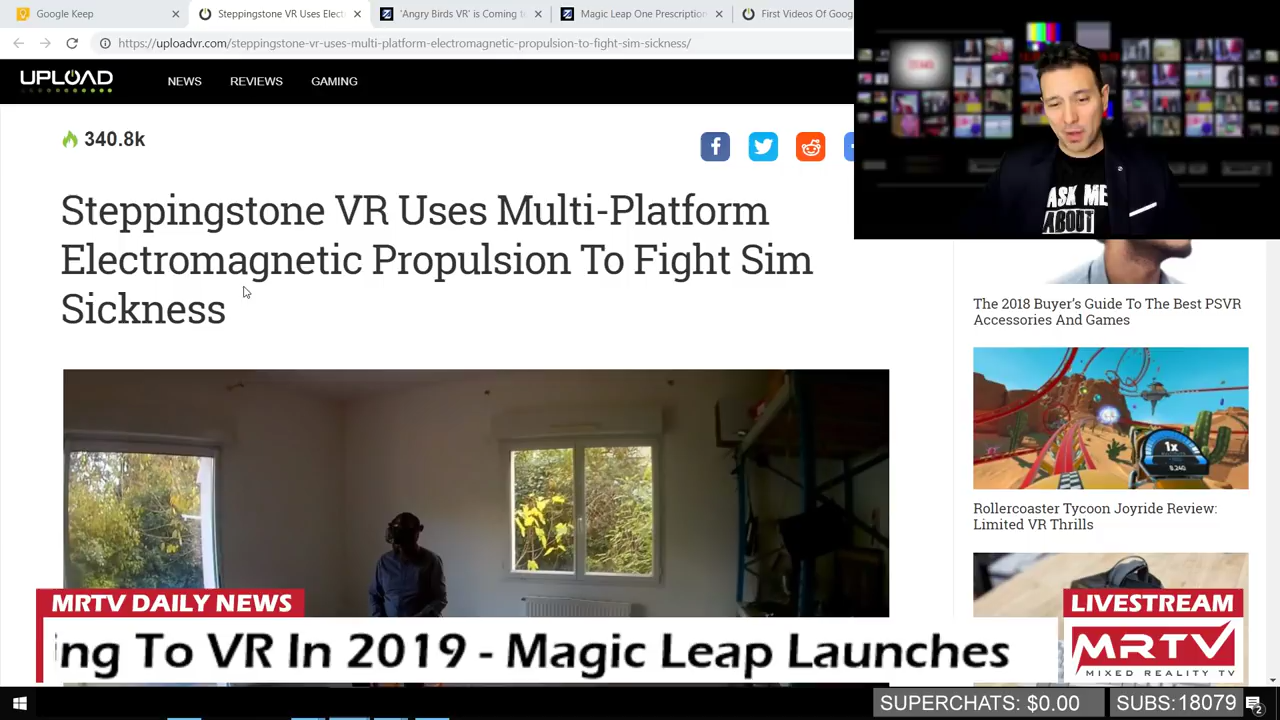 Google Keep
Steppingstone VR Uses Elect
'Angry Birds VR' is Coming to
Magic Leap One Prescription
First Videos Of Goog
https://uploadvr.com/steppingstone-vr-uses-multi-platform-electromagnetic-propulsion-to-fight-sim-sickness/
UPLOAD
NEWS
REVIEWS
GAMING
340.8k
Steppingstone VR Uses Multi-Platform
Electromagnetic Propulsion To Fight Sim
Sickness
ASK ME
ABOUT
The 2018 Buyer's Guide To The Best PSVR
Accessories And Games
1x
Rollercoaster Tycoon Joyride Review:
Limited VR Thrills
MRTV DAILY NEWS
ing To VR In 2019 - Magic Leap Launches
LIVESTREAM
MRTV
MIXED REALITY TV
SUPERCHATS: $0.00
SUBS: 18079
2